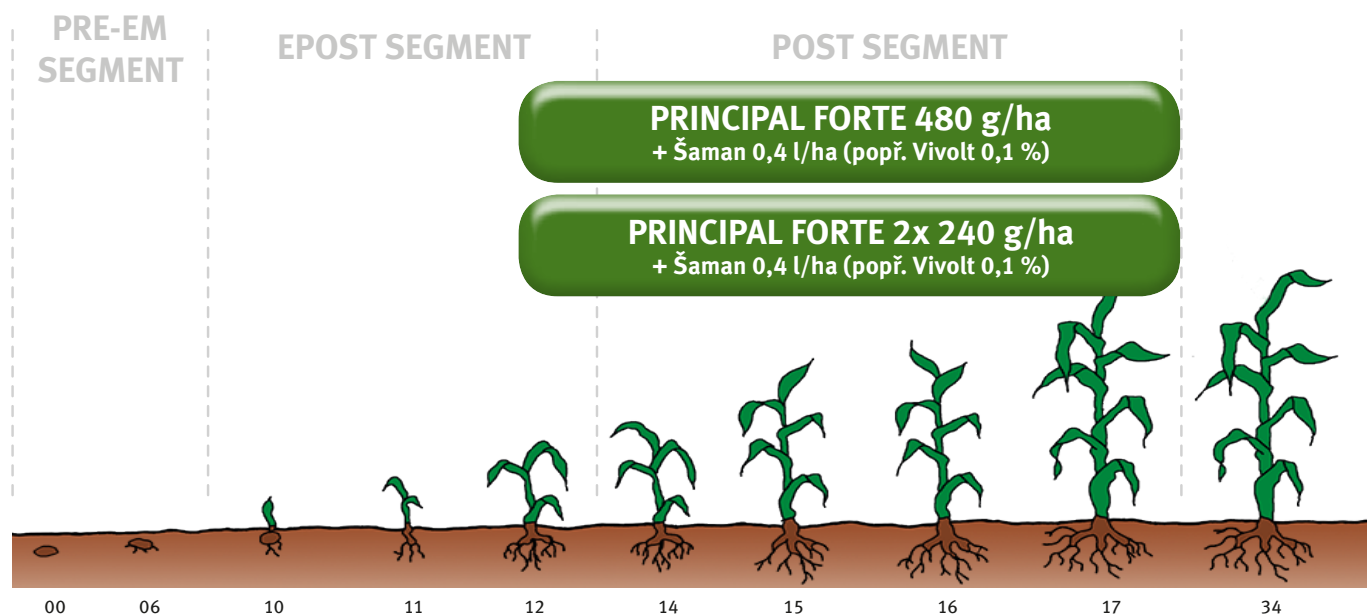 PRE-EM
SEGMENT
EPOST SEGMENT
POST SEGMENT
PRINCIPAL FORTE 480 g/ha
+ Šaman 0,4 l/ha (popř. Vivolt 0,1 %)
PRINCIPAL FORTE 2x 240 g/ha
+ Šaman 0,4 l/ha (popř. Vivolt 0,1 %)
00 06 10 11 12 14 15 16 17 34